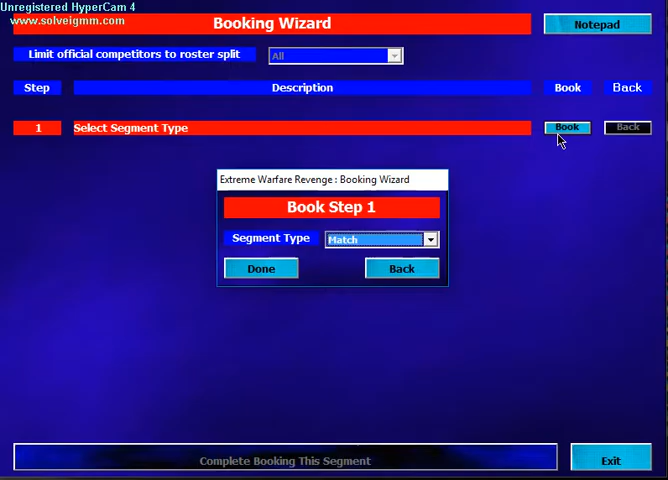 Unregistered HyperCam 4
www.solveigmm.com
Booking Wizard
Notepad
Limit official competitors to roster split
All
Step
Description
Book
Back
1
Select Segment Type
Book
Back
Extreme Warfare Revenge : Booking Wizard
Book Step 1
Segment Type
Match
Done
Back
Complete Booking This Segment
Exit